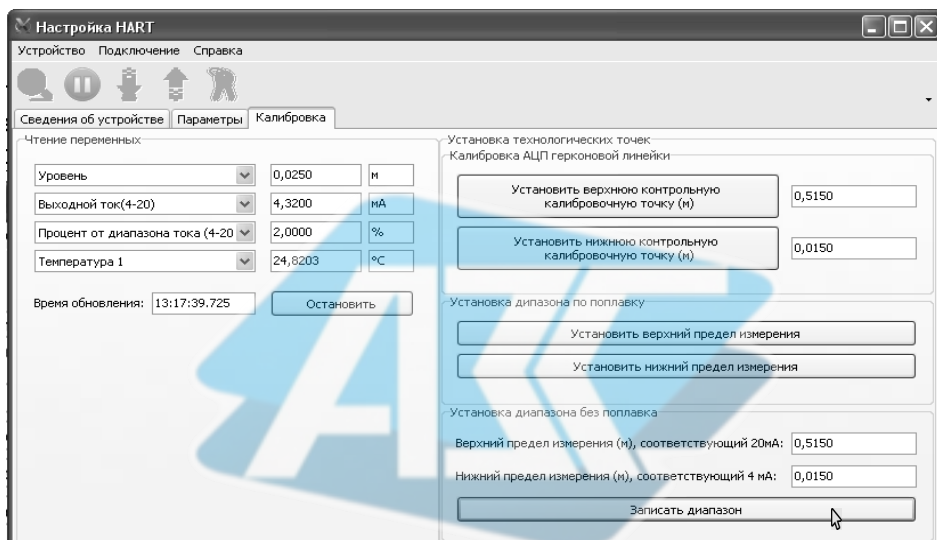 Настройка HART
Устройство Подключение Справка
Сведения об устройстве Параметры Калибровка
Чтение переменных
Уровень 0,0250 м
Выходной ток(4-20) 4,3200 мА
Процент от диапазона тока (4-20 2,0000 %
Температура 1 24,8203 °C
Время обновления: 13:17:39.725 Остановить
Установка технологических точек
Калибровка АЦП герконовой линейки
Установить верхнюю контрольную
калибровочную точку (м)
0,5150
Установить нижнюю контрольную
калибровочную точку (м)
0,0150
Установка дипазона по поплавку
Установить верхний предел измерения
Установить нижний предел измерения
Установка диапазона без поплавка
Верхний предел измерения (м), соответствующий 20мА: 0,5150
Нижний предел измерения (м), соответствующий 4 мА: 0,0150
Записать диапазон